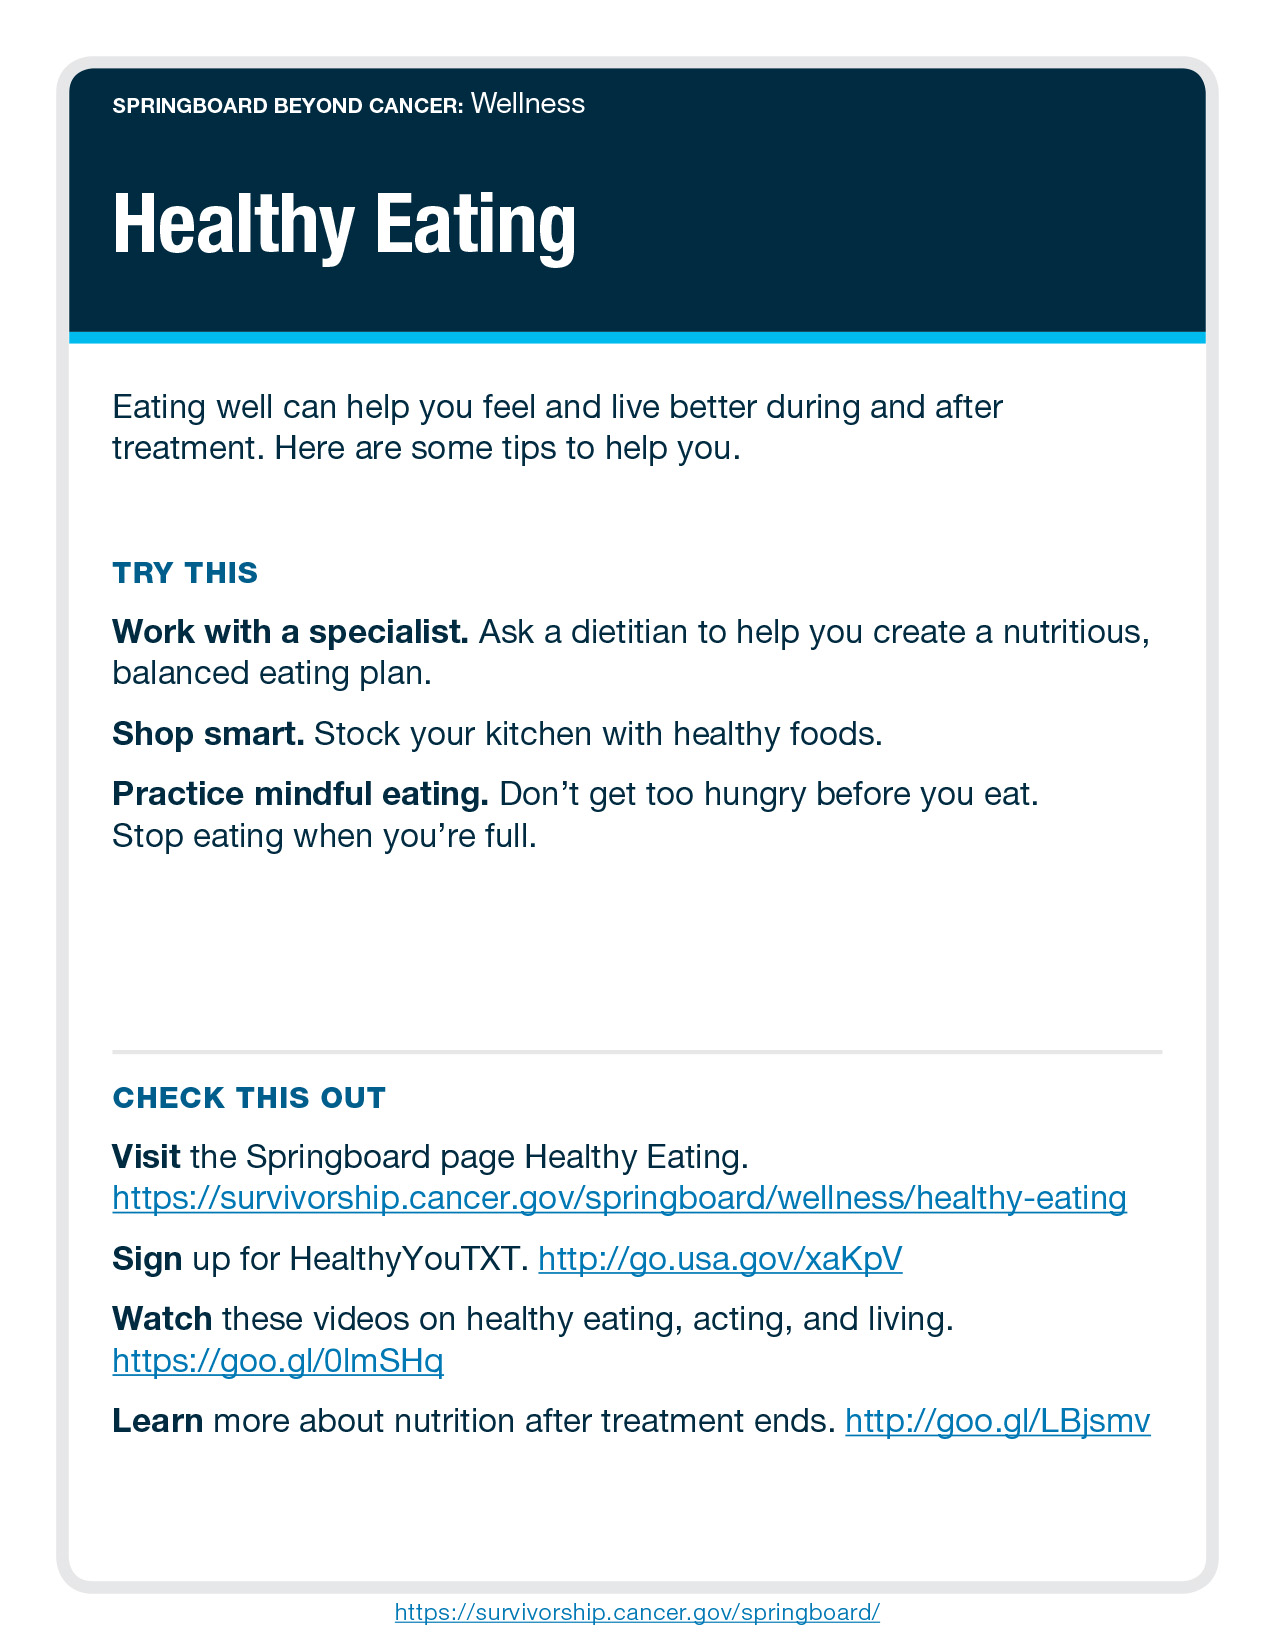 SPRINGBOARD BEYOND CANCER: Wellness
Healthy Eating
Eating well can help you feel and live better during and after
treatment. Here are some tips to help you.
TRY THIS
Work with a specialist. Ask a dietitian to help you create a nutritious,
balanced eating plan.
Shop smart. Stock your kitchen with healthy foods.
Practice mindful eating. Don’t get too hungry before you eat.
Stop eating when you’re full.
CHECK THIS OUT
Visit the Springboard page Healthy Eating.
https://survivorship.cancer.gov/springboard/wellness/healthy-eating
Sign up for HealthyYouTXT. http://go.usa.gov/xaKpV
Watch these videos on healthy eating, acting, and living.
https://goo.gl/0lmSHq
Learn more about nutrition after treatment ends. http://goo.gl/LBjsmv
https://survivorship.cancer.gov/springboard/